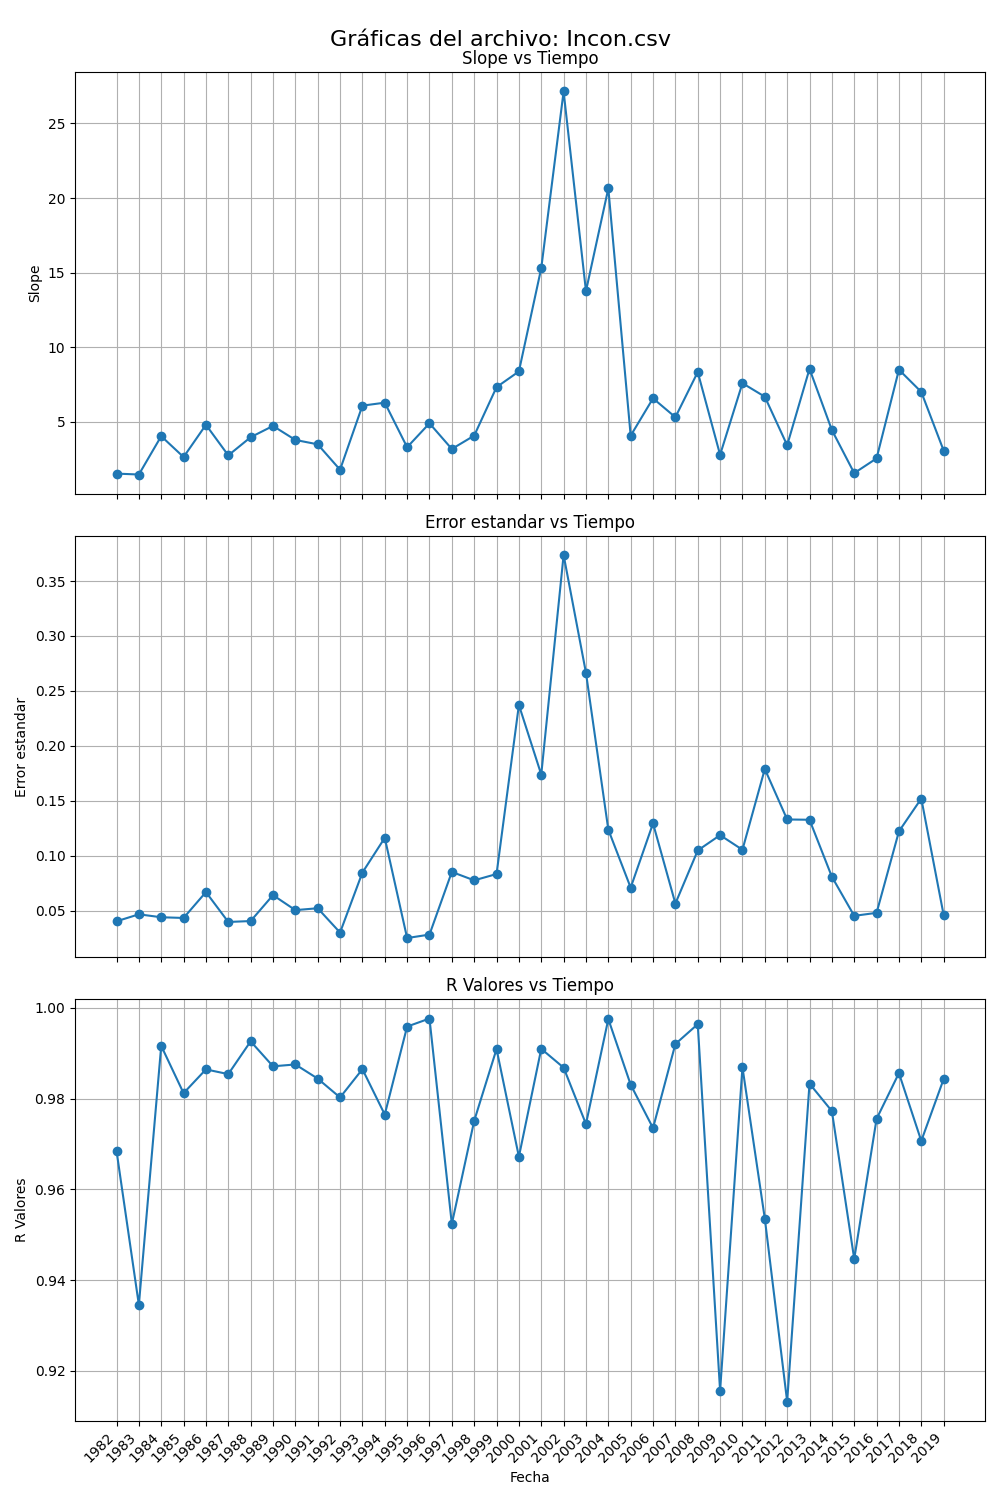 Gráficas del archivo: Incon.csv
Slope vs Tiempo
25
20
15
10
5
Slope
Error estandar vs Tiempo
0.35
0.30
0.25
0.20
0.15
0.10
0.05
Error estandar
R Valores vs Tiempo
1.00
0.98
0.96
0.94
0.92
R Valores
1982 1983 1984 1985 1986 1987 1988 1989 1990 1991 1992 1993 1994 1995 1996 1997 1998 1999 2000 2001 2002 2003 2004 2005 2006 2007 2008 2009 2010 2011 2012 2013 2014 2015 2016 2017 2018 2019
Fecha